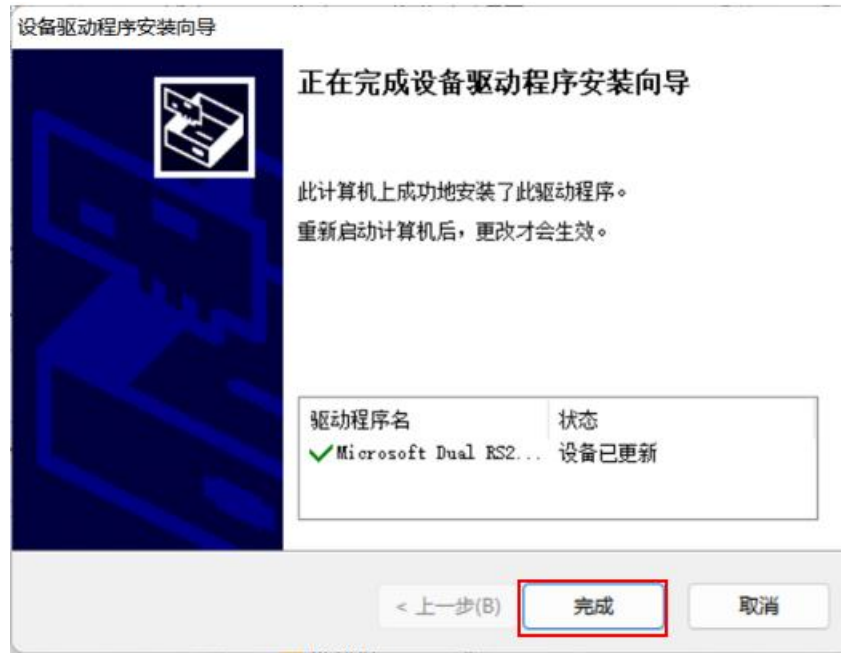 设备驱动程序安装向导
正在完成设备驱动程序安装向导
此计算机上成功地安装了此驱动程序。
重新启动计算机后，更改才会生效。
驱动程序名 状态
Microsoft Dual RS2... 设备已更新
< 上一步(B) 完成 取消